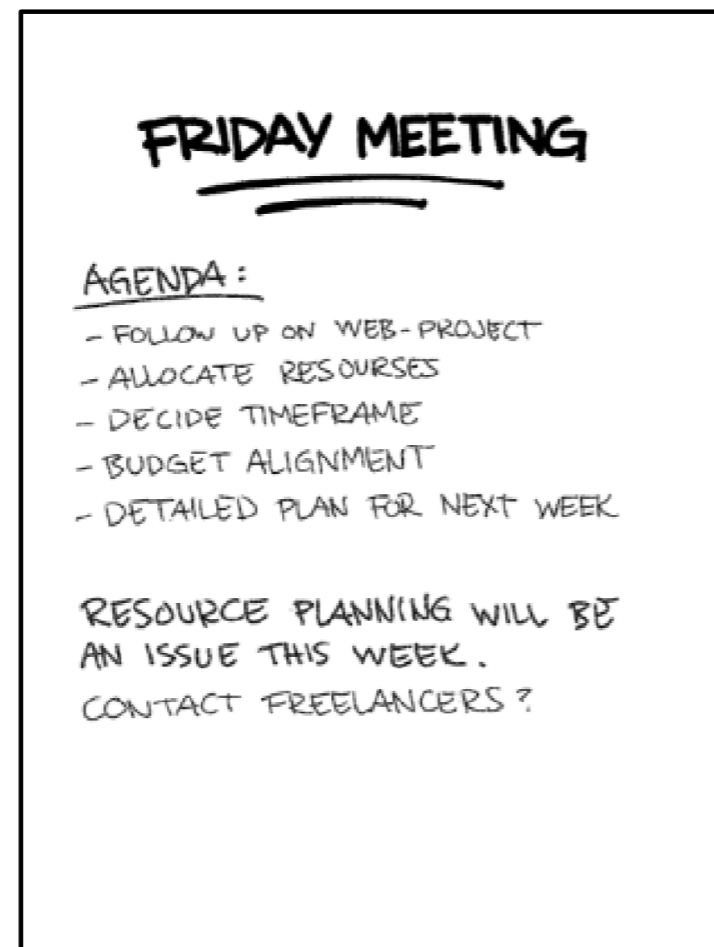 FRIDAY MEETING
AGENDA:
- FOLLOW UP ON WEB-PROJECT
- ALLOCATE RESOURSES
- DECIDE TIMEFRAME
- BUDGET ALIGNMENT
- DETAILED PLAN FOR NEXT WEEK
RESOURCE PLANNING WILL BE
AN ISSUE THIS WEEK.
CONTACT FREELANCERS?